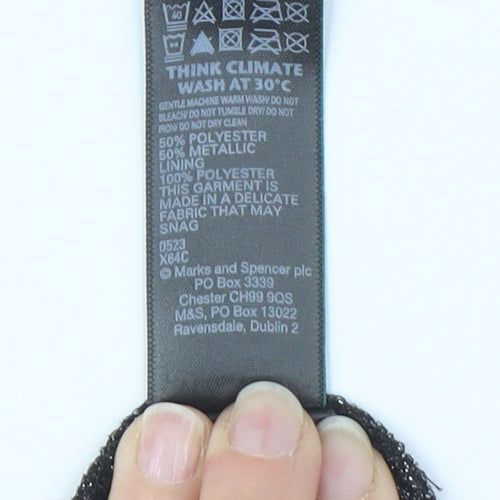 40
THINK CLIMATE
WASH AT 30°C
GENTLE MACHINE WARM WASH/ DO NOT
BLEACH/ DO NOT TUMBLE DRY/ DO NOT
IRON/ DO NOT DRY CLEAN
50% POLYESTER
50% METALLIC
LINING
100% POLYESTER
THIS GARMENT IS
MADE IN A DELICATE
FABRIC THAT MAY
SNAG
0523
X64C
© Marks and Spencer plc
PO Box 3339
Chester CH99 9QS
M&S, PO Box 13022
Ravensdale, Dublin 2